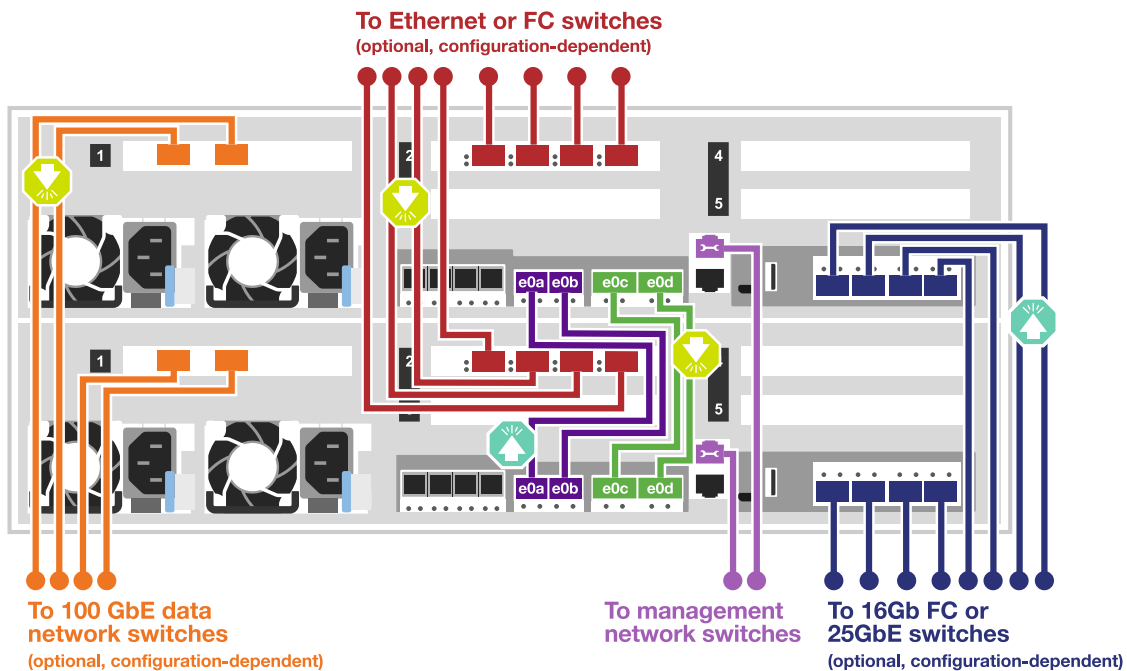 To Ethernet or FC switches
(optional, configuration-dependent)
1
2
4
5
e0a e0b e0c e0d
1
2
5
e0a e0b e0c e0d
To 100 GbE data
network switches
(optional, configuration-dependent)
To management
network switches
To 16Gb FC or
25GbE switches
(optional, configuration-dependent)